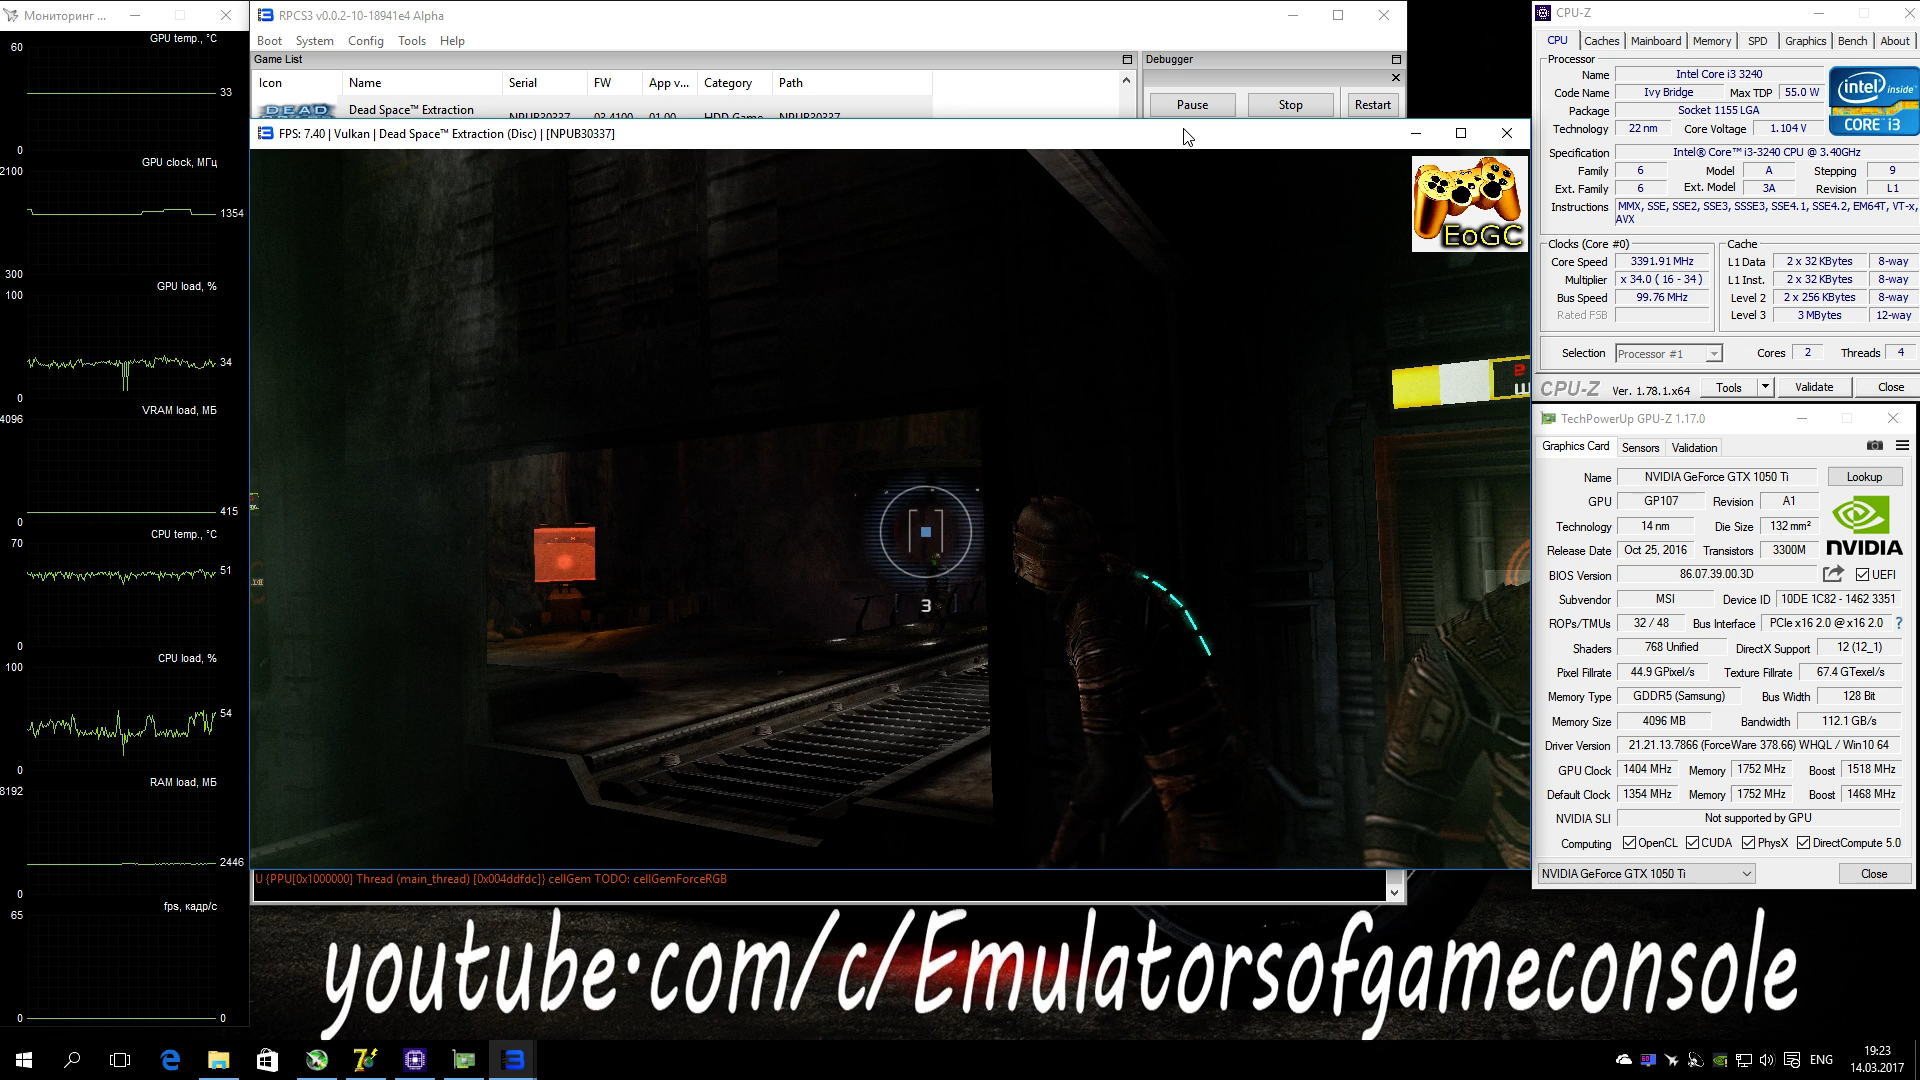 Мониторинг ...
GPU temp., °C
60
33
0
GPU clock, МГц
2100
1354
300
GPU load, %
100
34
0
VRAM load, МБ
4096
415
0
CPU temp., °C
70
51
0
CPU load, %
100
54
0
RAM load, МБ
8192
2446
0
fps, кадр/с
65
0
0
RPCS3 v0.0.2-10-18941e4 Alpha
Boot System Config Tools Help
Game List
Icon Name Serial FW App v... Category Path
DEAD Dead Space™ Extraction NPUB30337 03.4100 01.00 HDD Game NPUB30337
Debugger
Pause Stop Restart
FPS: 7.40 | Vulkan | Dead Space™ Extraction (Disc) | [NPUB30337]
EoGC
3
U {PPU[0x1000000] Thread (main_thread) [0x004ddfdc]} cellGem TODO: cellGemForceRGB
youtube.com/c/Emulatorsofgameconsole
CPU-Z
CPU Caches Mainboard Memory SPD Graphics Bench About
Processor
Name Intel Core i3 3240
Code Name Ivy Bridge Max TDP 55.0 W
Package Socket 1155 LGA
Technology 22 nm Core Voltage 1.104 V
intel inside™
CORE i3
Specification Intel® Core™ i3-3240 CPU @ 3.40GHz
Family 6 Model A Stepping 9
Ext. Family 6 Ext. Model 3A Revision L1
Instructions MMX, SSE, SSE2, SSE3, SSSE3, SSE4.1, SSE4.2, EM64T, VT-x,
AVX
Clocks (Core #0)
Core Speed 3391.91 MHz
Multiplier x 34.0 ( 16 - 34 )
Bus Speed 99.76 MHz
Rated FSB
Cache
L1 Data 2 x 32 KBytes 8-way
L1 Inst. 2 x 32 KBytes 8-way
Level 2 2 x 256 KBytes 8-way
Level 3 3 MBytes 12-way
Selection Processor #1 Cores 2 Threads 4
CPU-Z Ver. 1.78.1.x64 Tools Validate Close
TechPowerUp GPU-Z 1.17.0
Graphics Card Sensors Validation
Name NVIDIA GeForce GTX 1050 Ti Lookup
GPU GP107 Revision A1
Technology 14 nm Die Size 132 mm²
Release Date Oct 25, 2016 Transistors 3300M
NVIDIA
BIOS Version 86.07.39.00.3D UEFI
Subvendor MSI Device ID 10DE 1C82 - 1462 3351
ROPs/TMUs 32 / 48 Bus Interface PCIe x16 2.0 @ x16 2.0 ?
Shaders 768 Unified DirectX Support 12 (12_1)
Pixel Fillrate 44.9 GPixel/s Texture Fillrate 67.4 GTexel/s
Memory Type GDDR5 (Samsung) Bus Width 128 Bit
Memory Size 4096 MB Bandwidth 112.1 GB/s
Driver Version 21.21.13.7866 (ForceWare 378.66) WHQL / Win10 64
GPU Clock 1404 MHz Memory 1752 MHz Boost 1518 MHz
Default Clock 1354 MHz Memory 1752 MHz Boost 1468 MHz
NVIDIA SLI Not supported by GPU
Computing OpenCL CUDA PhysX DirectCompute 5.0
NVIDIA GeForce GTX 1050 Ti Close
ENG
19:23
14.03.2017